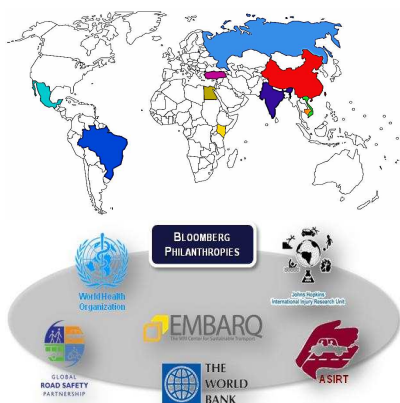 BLOOMBERG
PHILANTHROPIES
World Health
Organization
Johns Hopkins
International Injury Research Unit
EMBARQ
The WRI Center for Sustainable Transport
GLOBAL
ROAD SAFETY
PARTNERSHIP
THE
WORLD
BANK
ASIRT